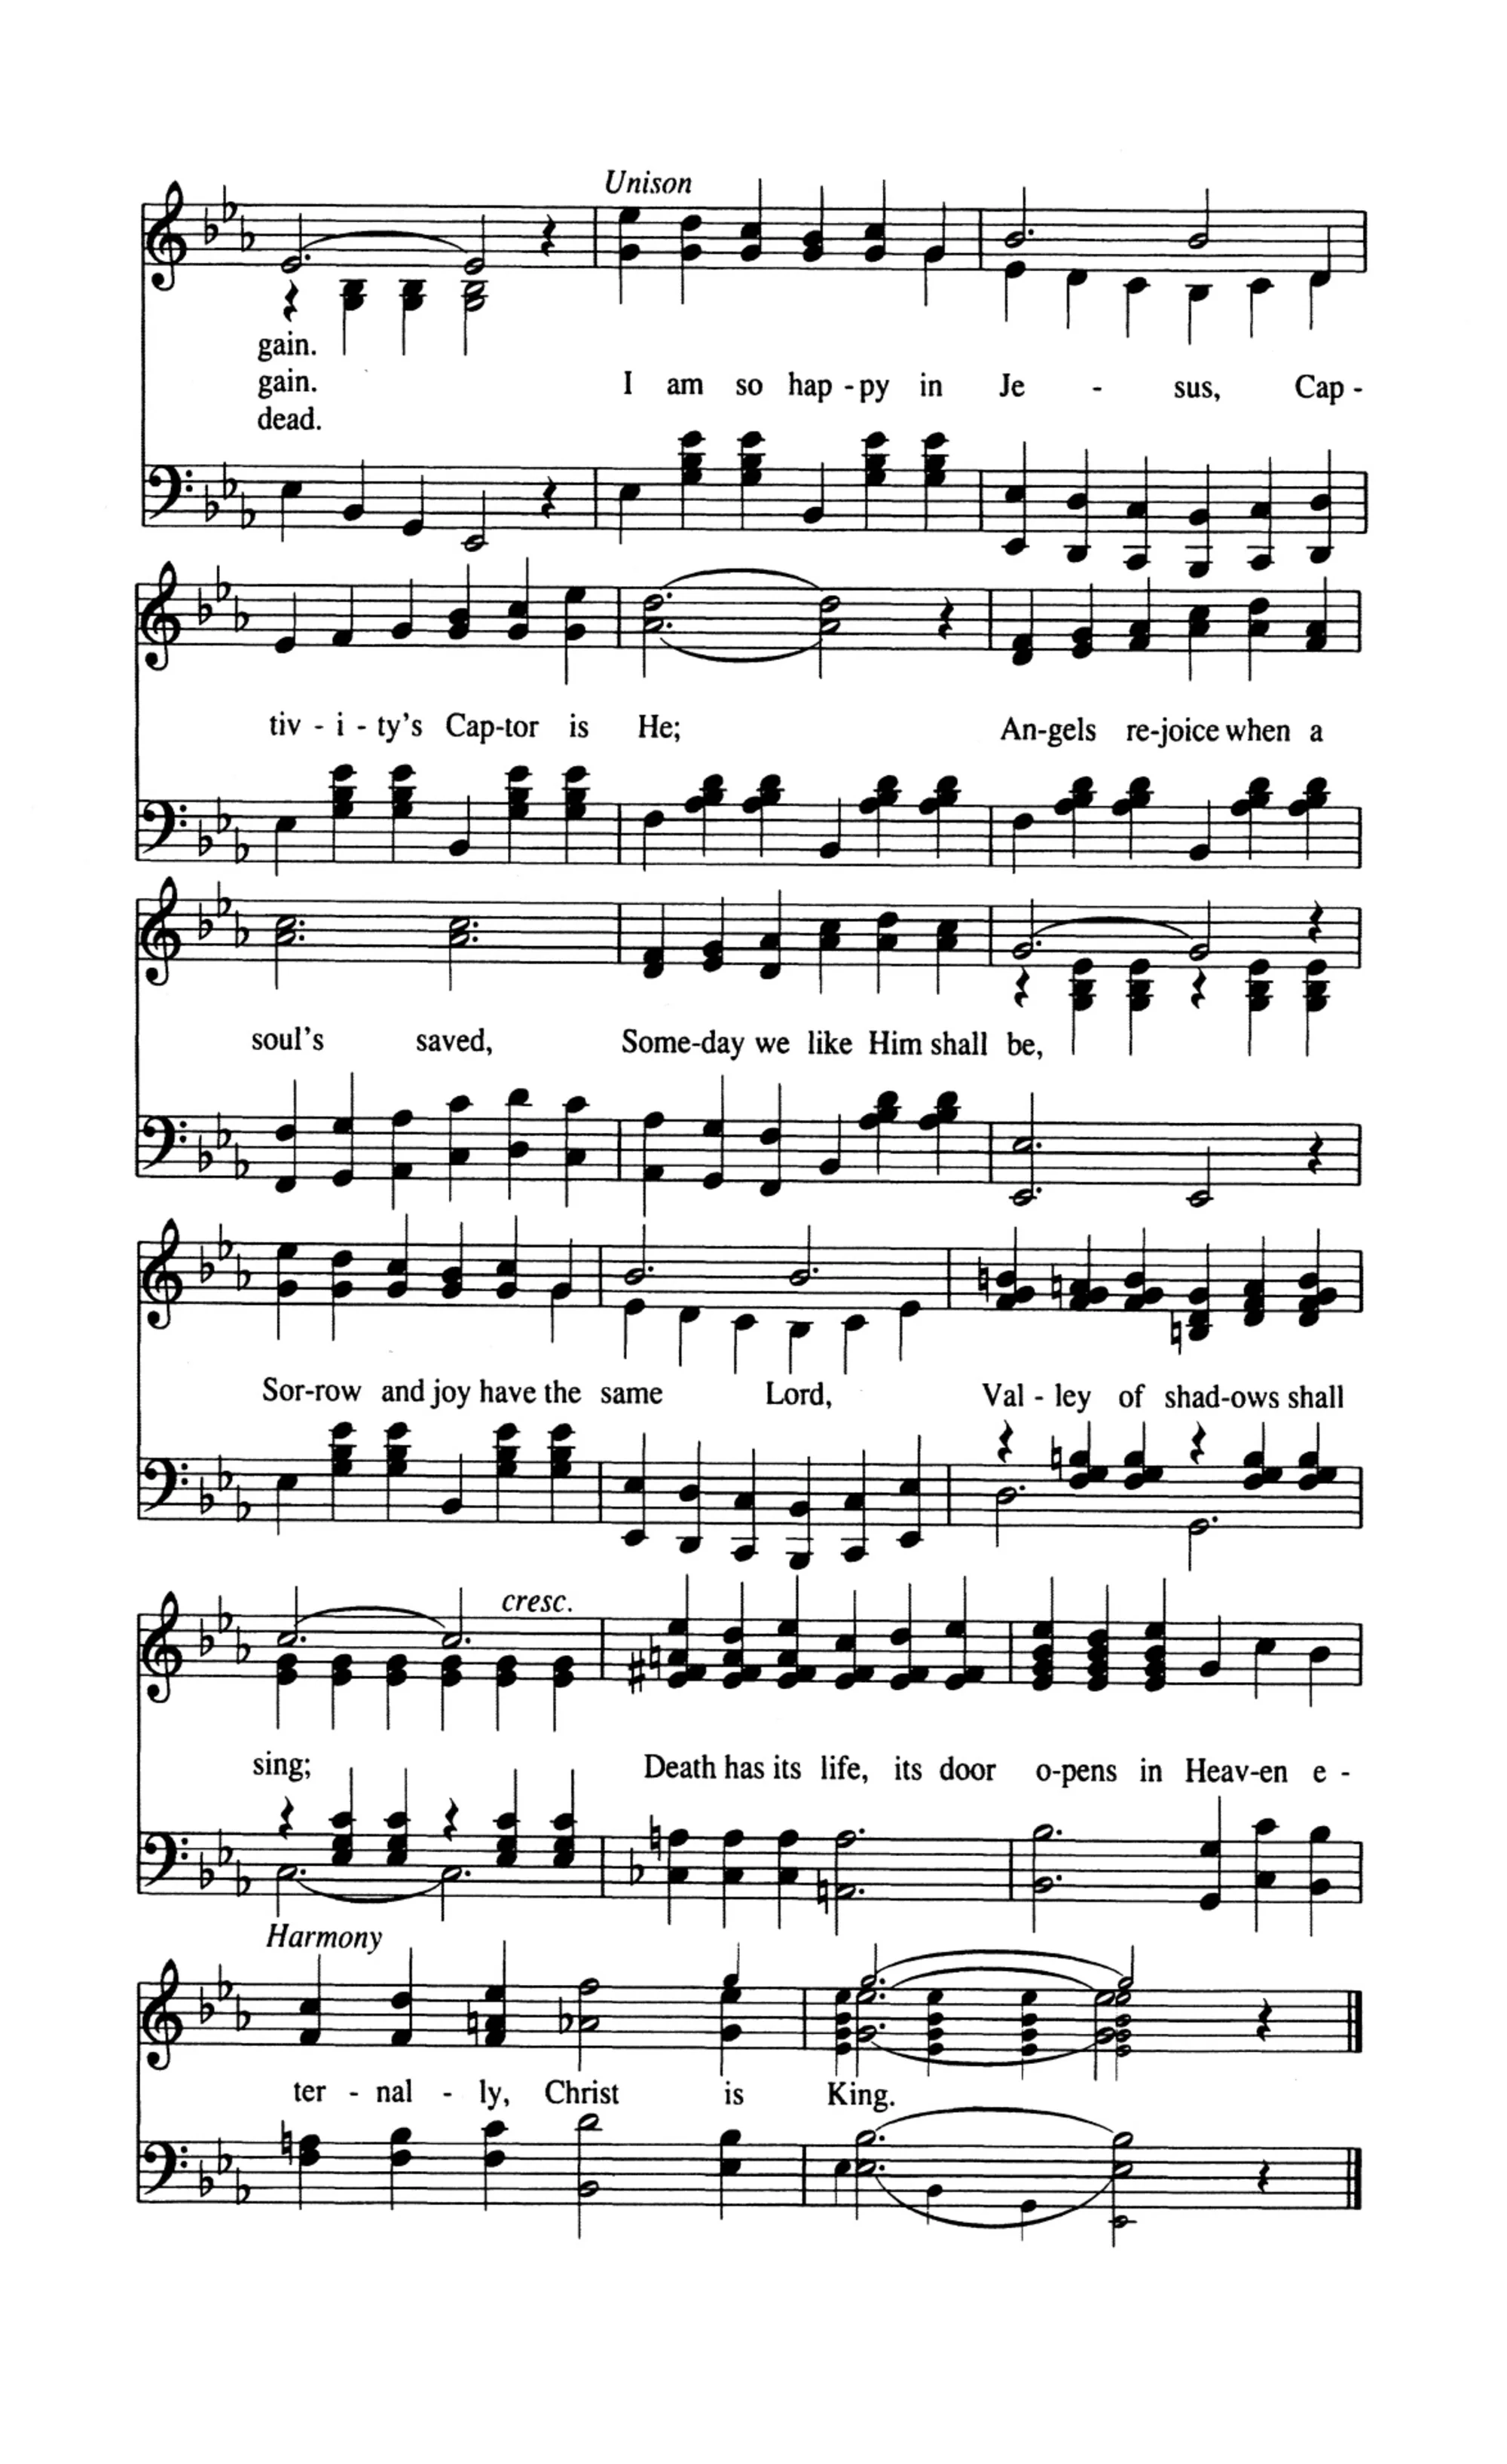 Unison
gain.
gain. I am so hap - py in Je - sus, Cap -
dead.
tiv - i - ty's Cap-tor is He; An-gels re-joice when a
soul's saved, Some-day we like Him shall be,
Sor-row and joy have the same Lord, Val - ley of shad-ows shall
cresc.
sing; Death has its life, its door o-pens in Heav-en e -
Harmony
ter - nal - ly, Christ is King.